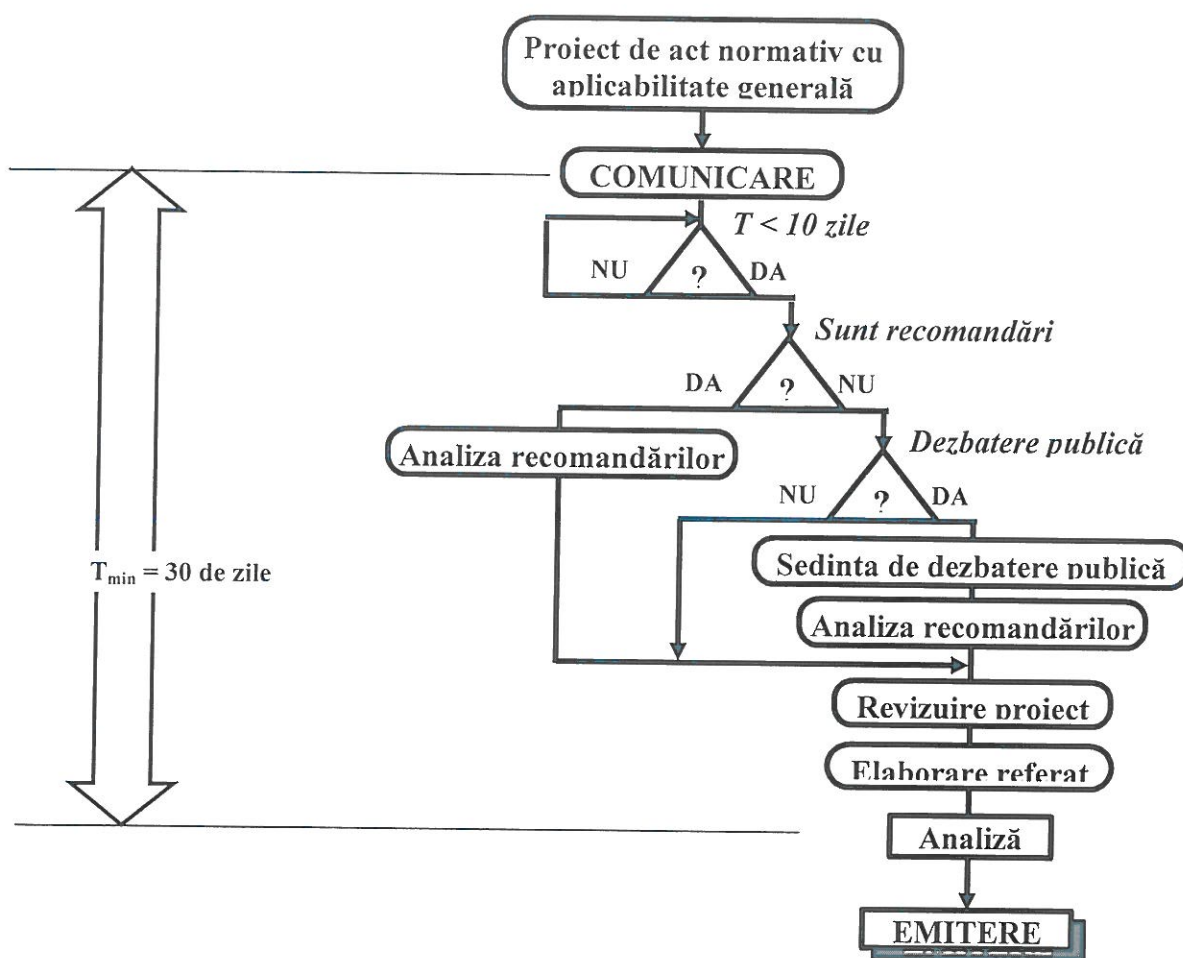 Proiect de act normativ cu
aplicabilitate generală
COMUNICARE
T < 10 zile
NU ? DA
Sunt recomandări
DA ? NU
Analiza recomandărilor
Dezbatere publică
NU ? DA
Tmin = 30 de zile
Sedinta de dezbatere publică
Analiza recomandărilor
Revizuire proiect
Elaborare referat
Analiză
EMITERE